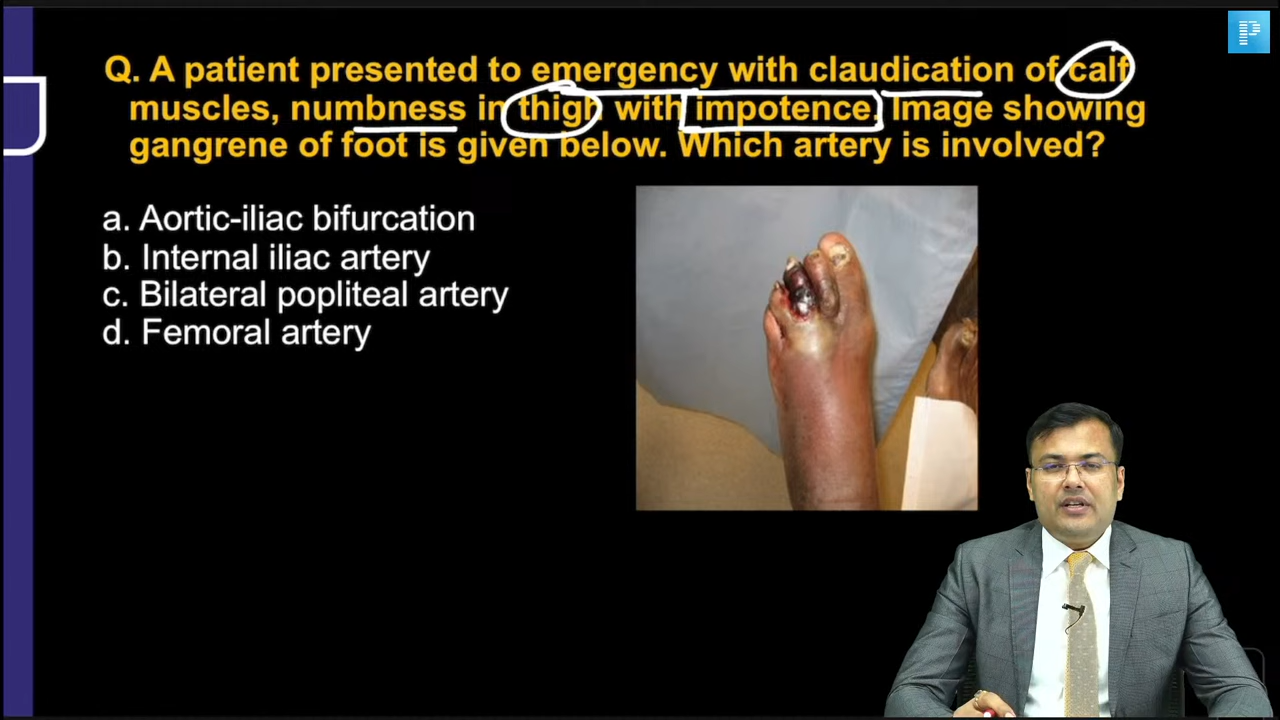 Q. A patient presented to emergency with claudication of calf
muscles, numbness in thigh with impotence. Image showing
gangrene of foot is given below. Which artery is involved?
a. Aortic-iliac bifurcation
b. Internal iliac artery
c. Bilateral popliteal artery
d. Femoral artery
P